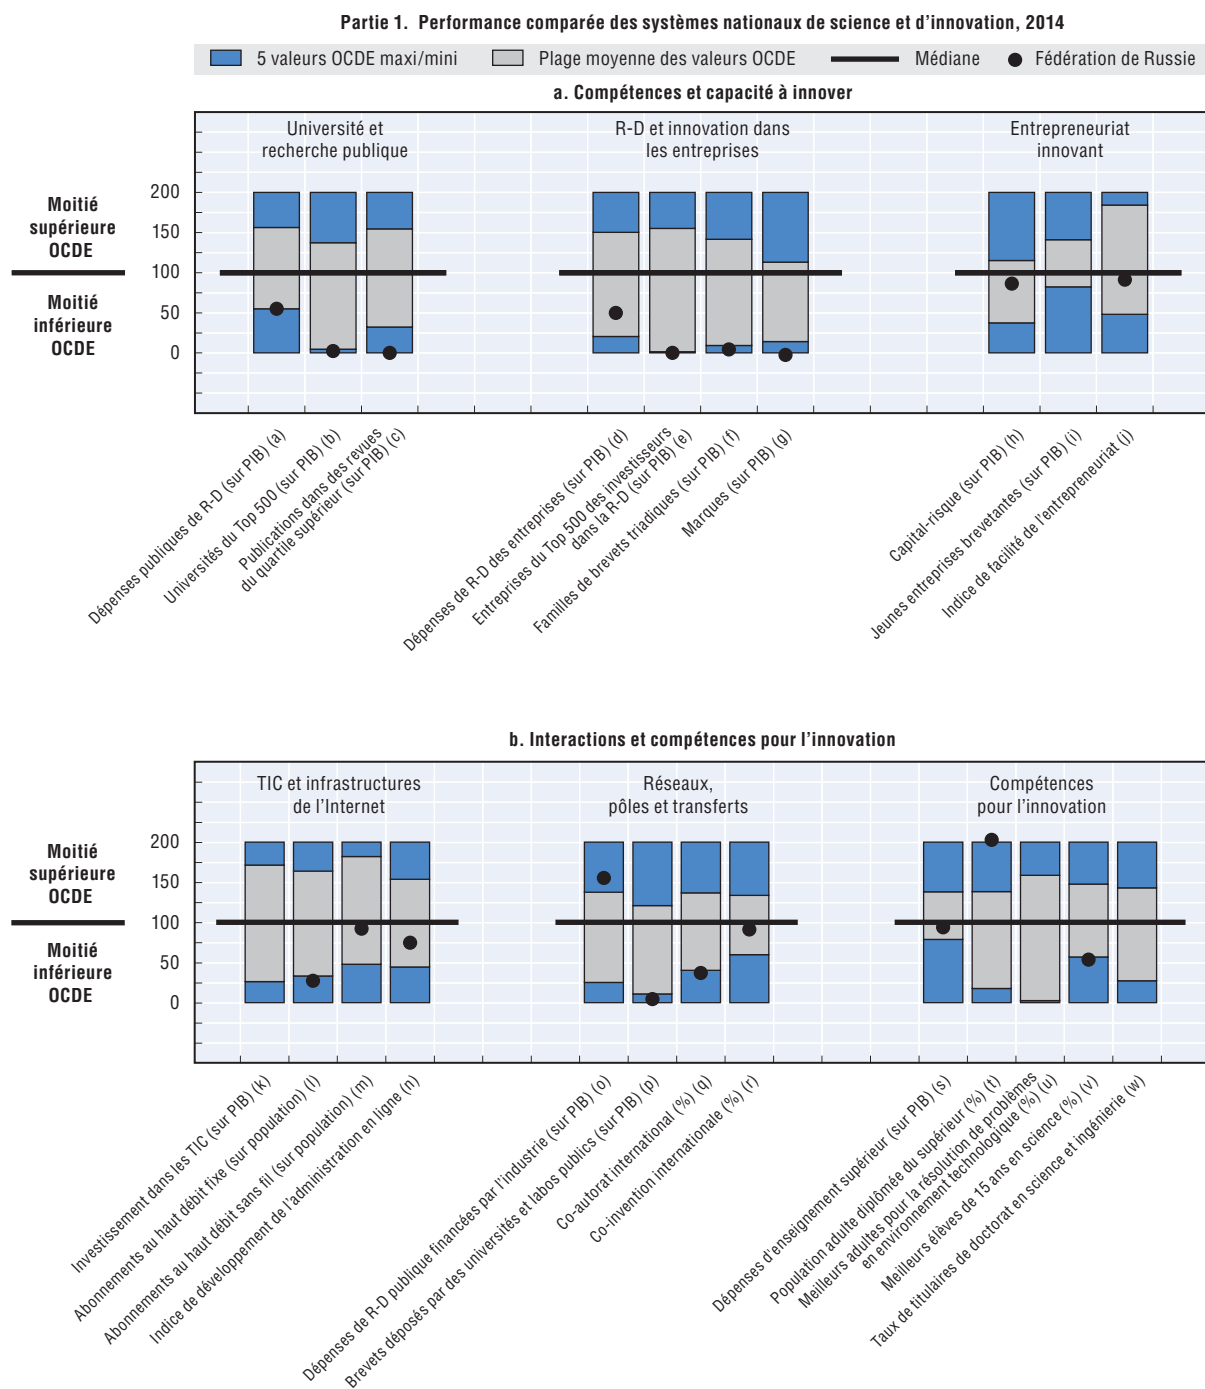 Partie 1. Performance comparée des systèmes nationaux de science et d'innovation, 2014
5 valeurs OCDE maxi/mini
Plage moyenne des valeurs OCDE
Médiane
Fédération de Russie
a. Compétences et capacité à innover
Université et
recherche publique
R-D et innovation dans
les entreprises
Entrepreneuriat
innovant
Moitié
supérieure
OCDE
Moitié
inférieure
OCDE
200
150
100
50
0
Dépenses publiques de R-D (sur PIB) (a)
Universités du Top 500 (sur PIB) (b)
Publications dans des revues
du quartile supérieur (sur PIB) (c)
Dépenses de R-D des entreprises (sur PIB) (d)
Entreprises du Top 500 des investisseurs
dans la R-D (sur PIB) (e)
Familles de brevets triadiques (sur PIB) (f)
Marques (sur PIB) (g)
Capital-risque (sur PIB) (h)
Jeunes entreprises brevetantes (sur PIB) (i)
Indice de facilité de l'entrepreneuriat (j)
b. Interactions et compétences pour l'innovation
TIC et infrastructures
de l'Internet
Réseaux,
pôles et transferts
Compétences
pour l'innovation
Moitié
supérieure
OCDE
Moitié
inférieure
OCDE
200
150
100
50
0
Investissement dans les TIC (sur PIB) (k)
Abonnements au haut débit fixe (sur population) (l)
Abonnements au haut débit sans fil (sur population) (m)
Indice de développement de l'administration en ligne (n)
Dépenses de R-D publique financées par l'industrie (sur PIB) (o)
Brevets déposés par des universités et labos publics (sur PIB) (p)
Co-autorat international (%) (q)
Co-invention internationale (%) (r)
Dépenses d'enseignement supérieur (sur PIB) (s)
Population adulte diplômée du supérieur (%) (t)
Meilleurs adultes pour la résolution de problèmes
en environnement technologique (%) (u)
Meilleurs élèves de 15 ans en science (%) (v)
Taux de titulaires de doctorat en science et ingénierie (w)